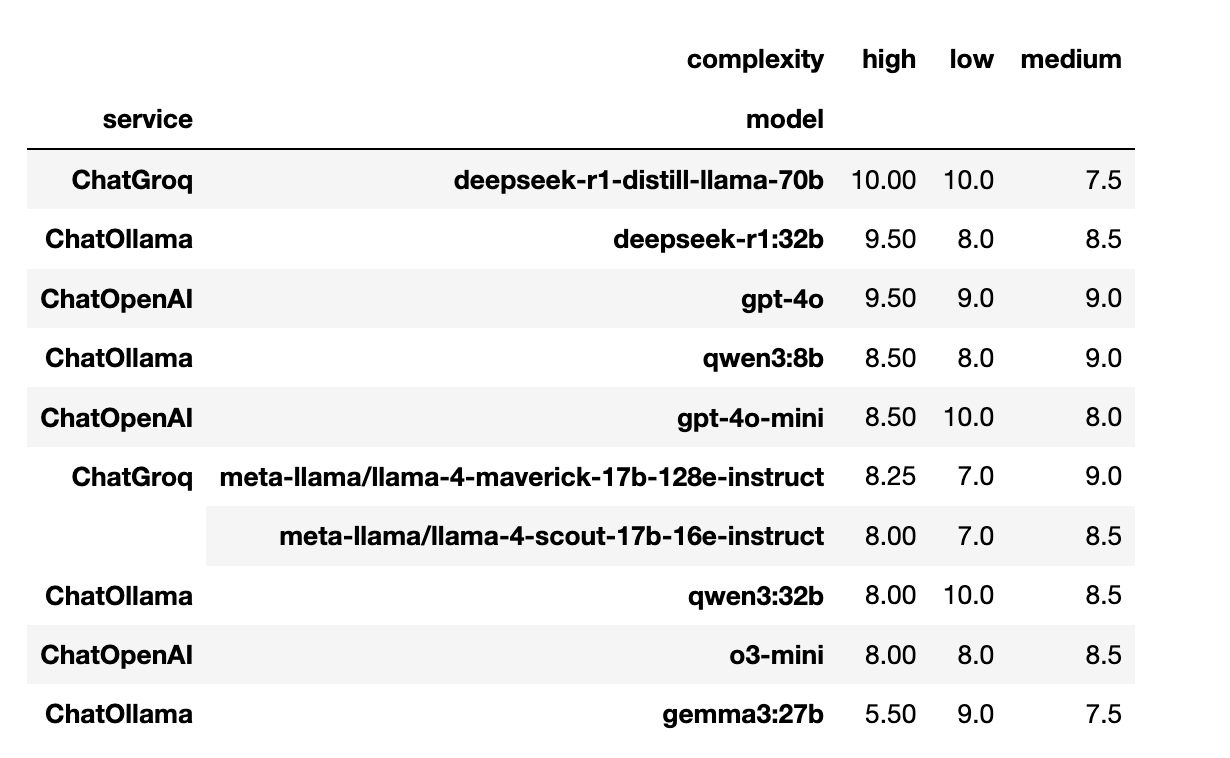 complexity high low medium
service model
ChatGroq deepseek-r1-distill-llama-70b 10.00 10.0 7.5
ChatOllama deepseek-r1:32b 9.50 8.0 8.5
ChatOpenAI gpt-4o 9.50 9.0 9.0
ChatOllama qwen3:8b 8.50 8.0 9.0
ChatOpenAI gpt-4o-mini 8.50 10.0 8.0
ChatGroq meta-llama/llama-4-maverick-17b-128e-instruct 8.25 7.0 9.0
meta-llama/llama-4-scout-17b-16e-instruct 8.00 7.0 8.5
ChatOllama qwen3:32b 8.00 10.0 8.5
ChatOpenAI o3-mini 8.00 8.0 8.5
ChatOllama gemma3:27b 5.50 9.0 7.5